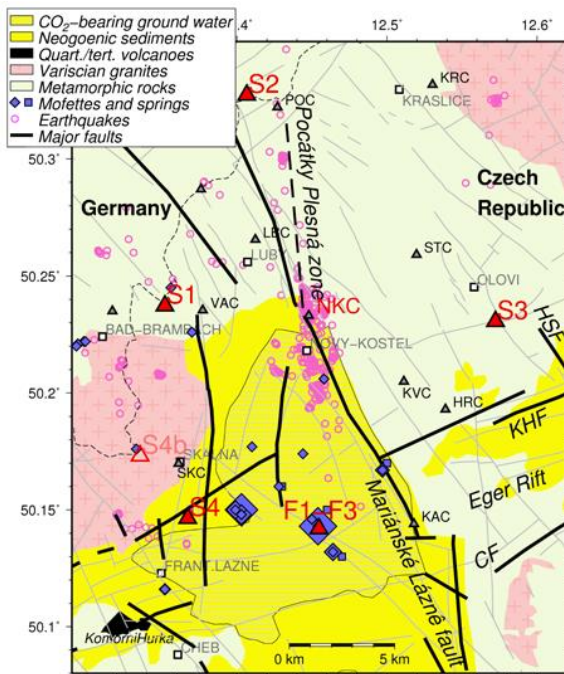 CO₂-bearing ground water
Neogoenic sediments
Quart./tert. volcanoes
Variscan granites
Metamorphic rocks
Mofettes and springs
Earthquakes
Major faults
12.5°
12.6°
50.3°
50.25°
50.2°
50.15°
50.1°
S2
POC
KRC
KRASLICE
Počátky Plesná zone
Germany
Czech
Republic
LBC
LUBY
STC
OLOVI
S1
VAC
NKC
S3
BAD-BRAMBACH
NOVY-KOSTEL
HSF
KVC
HRC
KHF
S4b
SKALNA
SKC
Eger Rift
S4
F1-F3
Mariánské Lázně fault
KAC
CF
FRANT.LAZNE
KomorniHurka
CHEB
0 km
5 km